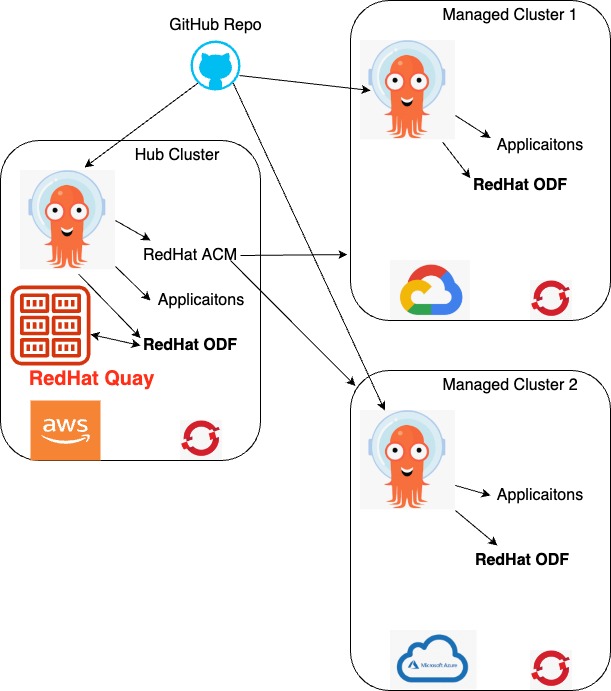 GitHub Repo
Managed Cluster 1
Applicaitons
RedHat ODF
Hub Cluster
RedHat ACM
Applicaitons
RedHat ODF
RedHat Quay
aws
Managed Cluster 2
Applicaitons
RedHat ODF
Microsoft Azure